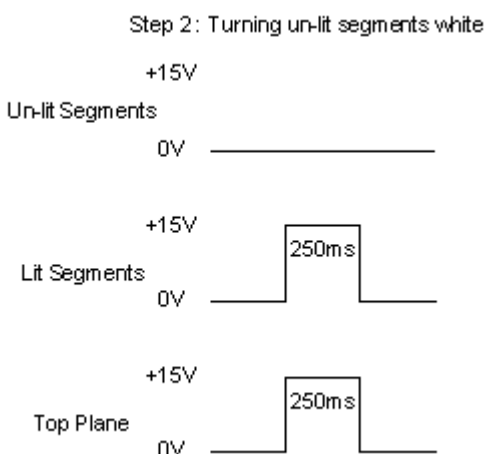 Step 2: Turning un-lit segments white
+15V
Un-lit Segments
0V
+15V
250ms
Lit Segments
0V
+15V
250ms
Top Plane
0V